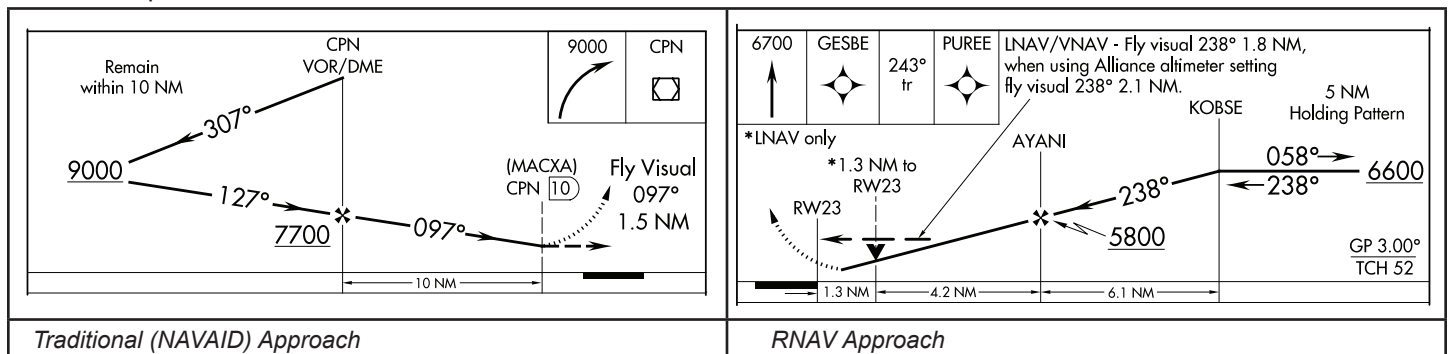 Remain
within 10 NM
CPN
VOR/DME
9000
CPN
307°
9000
127°
7700
097°
(MACXA)
CPN 10
Fly Visual
097°
1.5 NM
10 NM
6700
GESBE
243°
tr
PUREE
LNAV/VNAV - Fly visual 238° 1.8 NM,
when using Alliance altimeter setting
fly visual 238° 2.1 NM.
*LNAV only
*1.3 NM to
RW23
RW23
AYANI
KOBSE
5 NM
Holding Pattern
058°
238°
6600
238°
5800
GP 3.00°
TCH 52
1.3 NM
4.2 NM
6.1 NM
Traditional (NAVAID) Approach
RNAV Approach